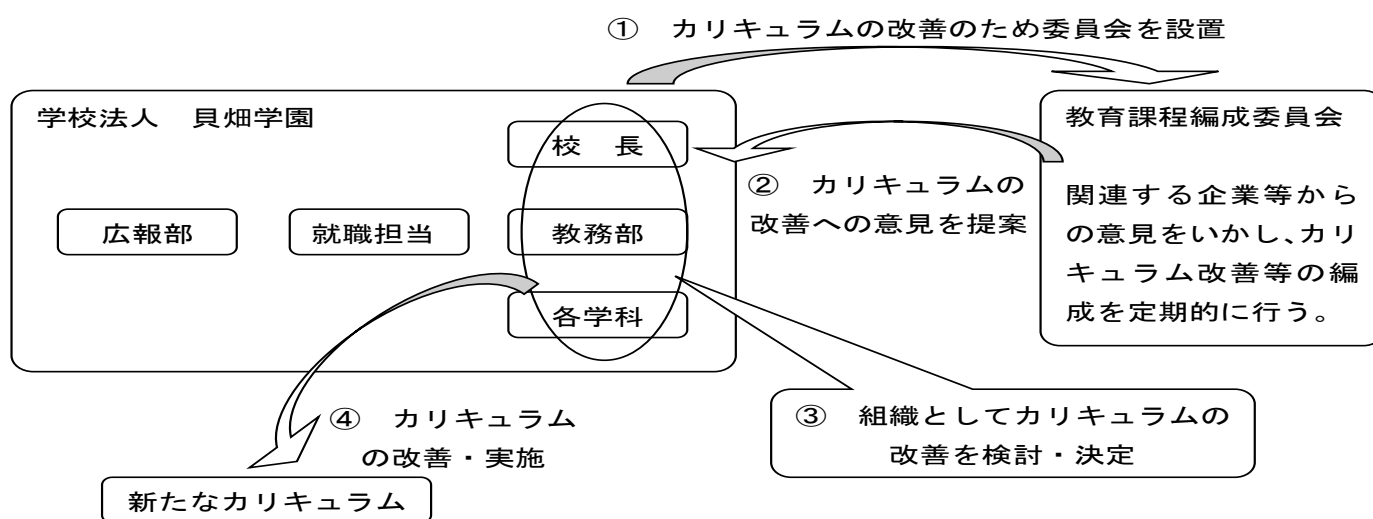 ① カリキュラムの改善のため委員会を設置
学校法人 貝畑学園
校 長
広報部
就職担当
教務部
各学科
② カリキュラムの
改善への意見を提案
教育課程編成委員会
関連する企業等から
の意見をいかし、カリ
キュラム改善等の編
成を定期的に行う。
③ 組織としてカリキュラムの
改善を検討・決定
④ カリキュラム
の改善・実施
新たなカリキュラム